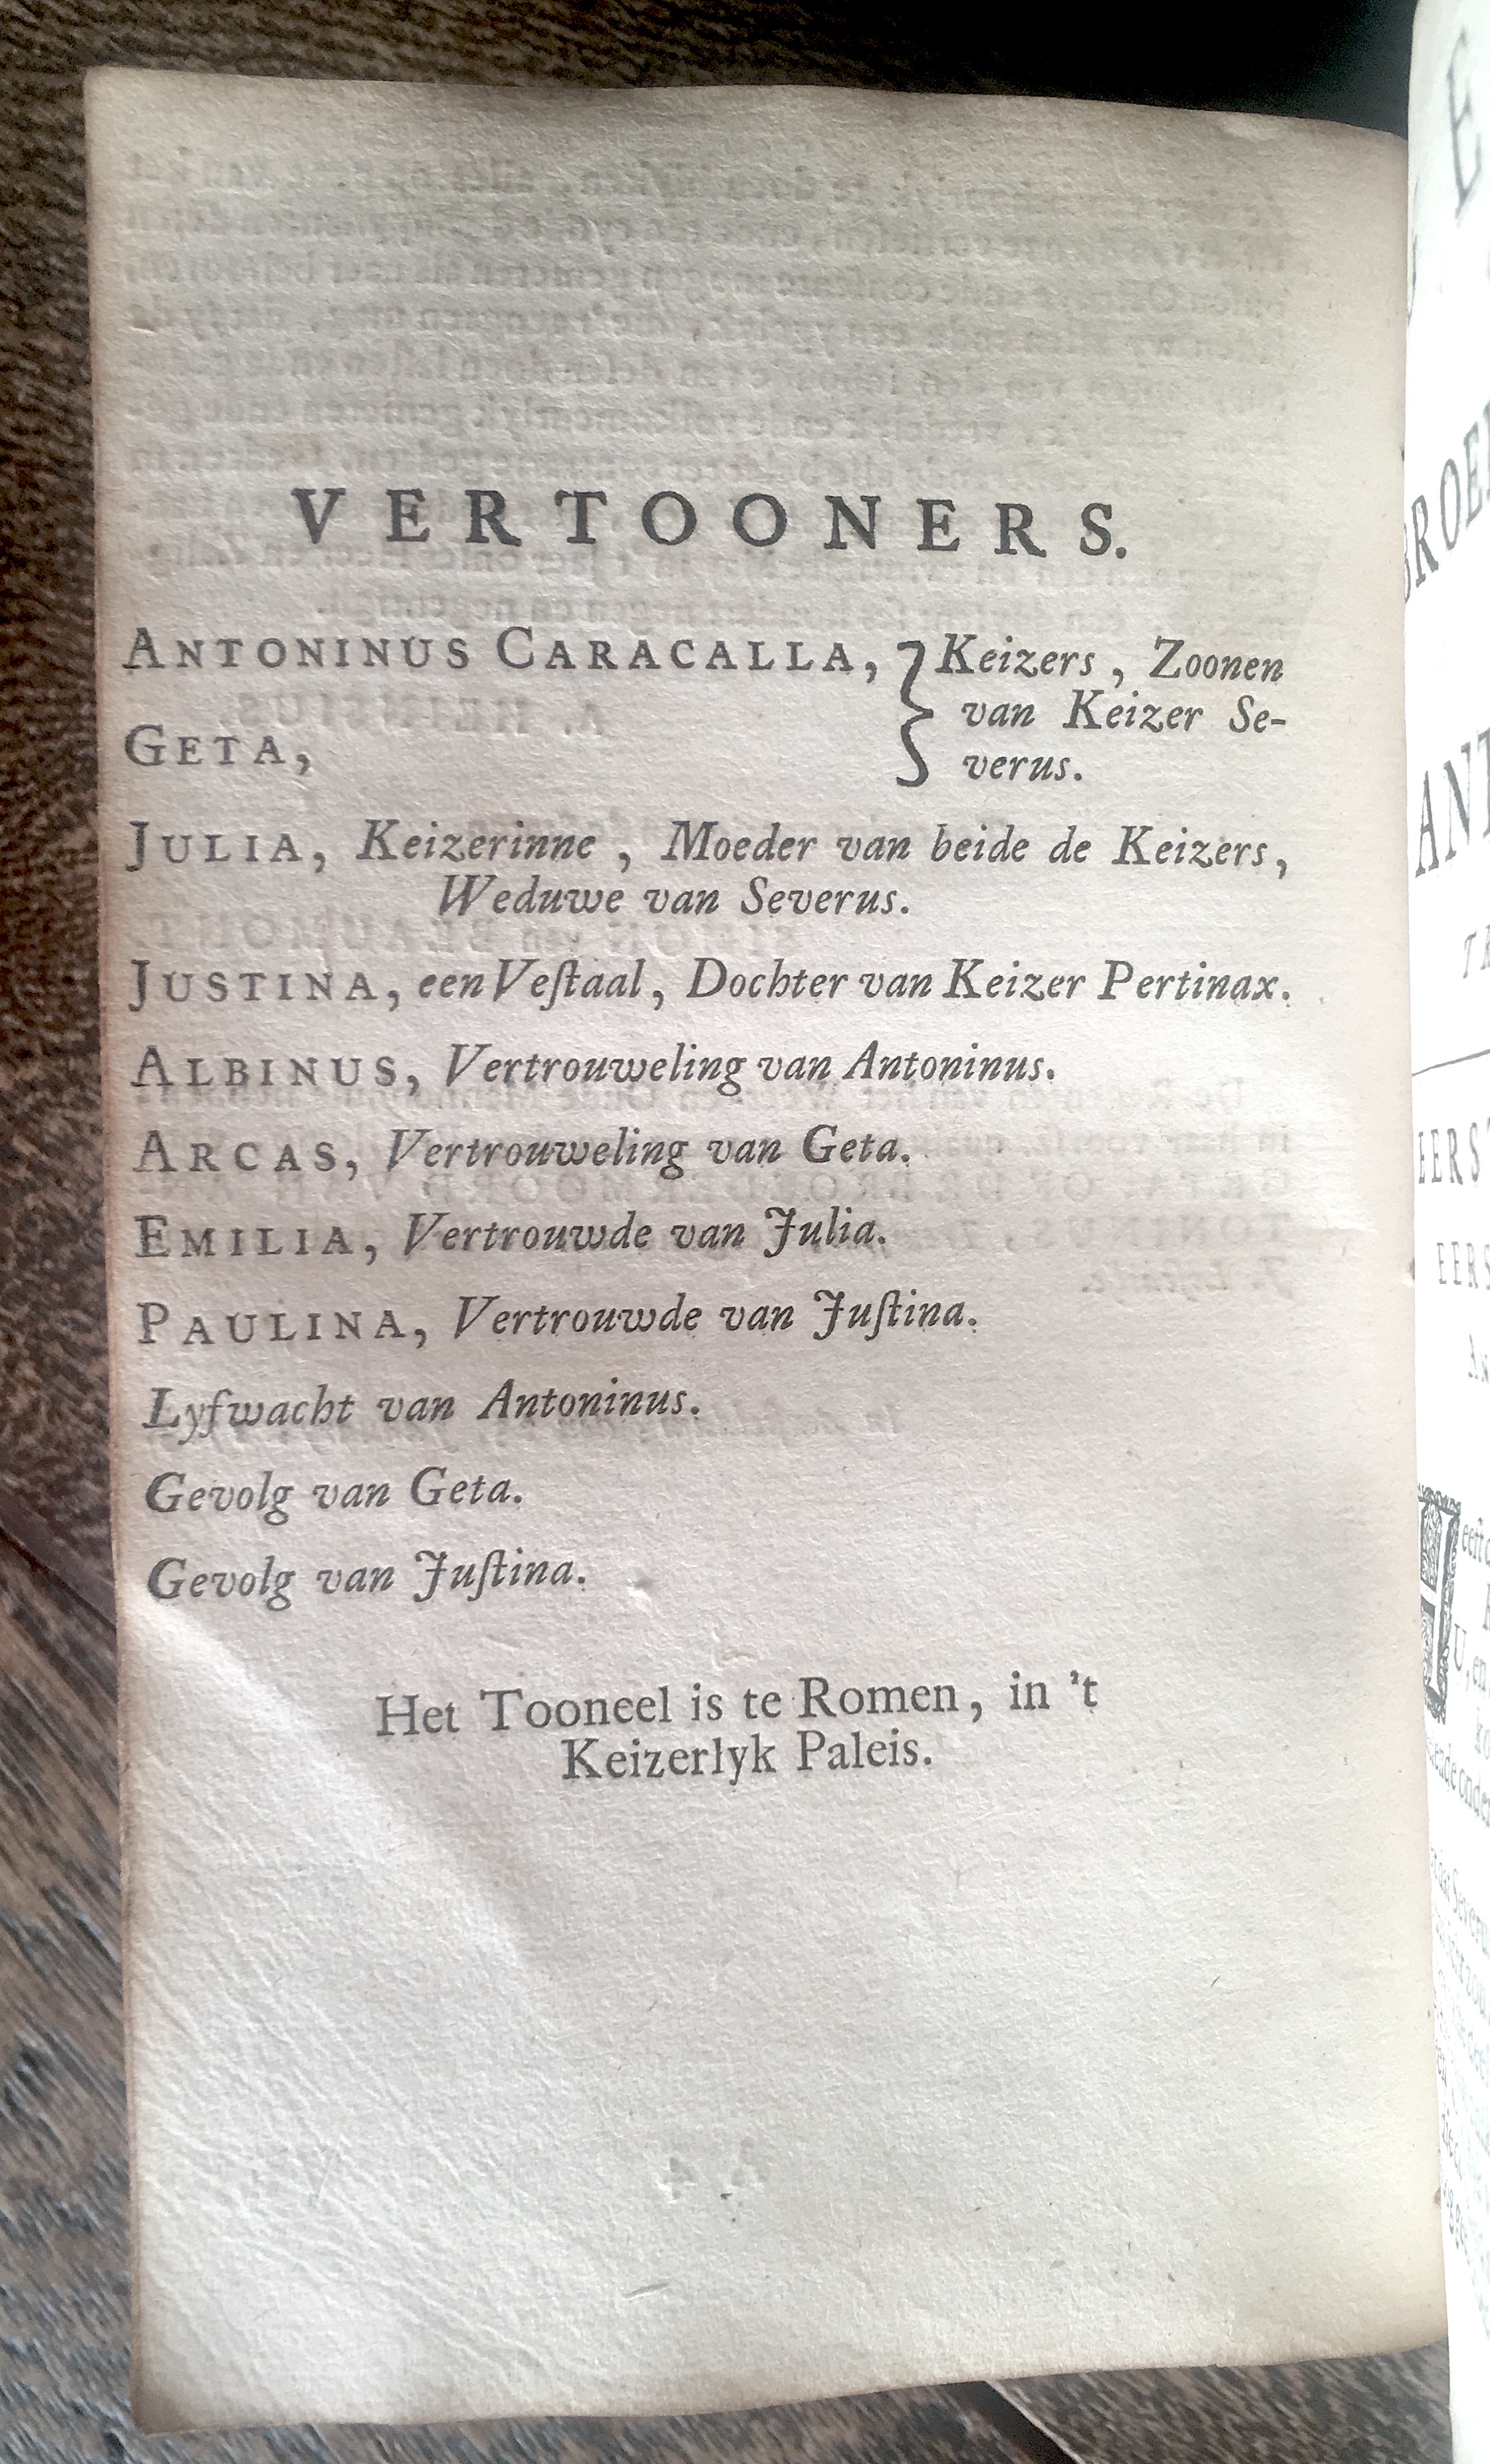 VERTOONERS.
ANTONINUS CARACALLA, } Keizers, Zoonen
van Keizer Se-
GETA,
verus.
JULIA, Keizerinne, Moeder van beide de Keizers,
Weduwe van Severus.
JUSTINA, een Veſtaal, Dochter van Keizer Pertinax.
ALBINUS, Vertrouweling van Antoninus.
ARCAS, Vertrouweling van Geta.
EMILIA, Vertrouwde van Julia.
PAULINA, Vertrouwde van Juſtina.
Lyfwacht van Antoninus.
Gevolg van Geta.
Gevolg van Juſtina.
Het Tooneel is te Romen, in 't
Keizerlyk Paleis.